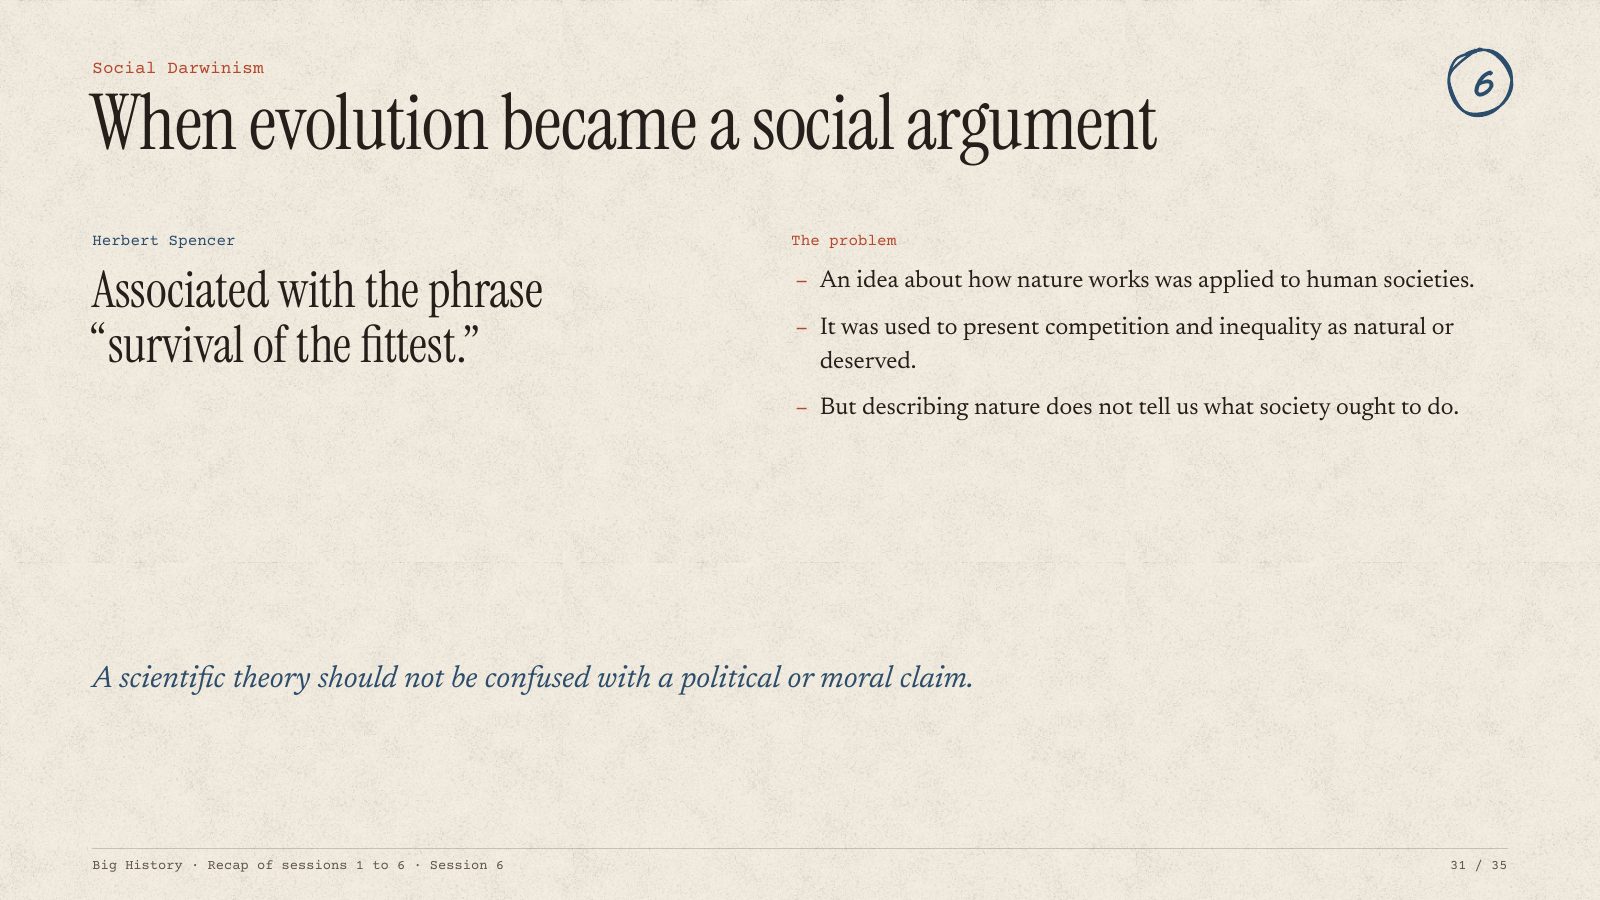 Social Darwinism
When evolution became a social argument
6
Herbert Spencer
Associated with the phrase
“survival of the fittest.”
The problem
– An idea about how nature works was applied to human societies.
– It was used to present competition and inequality as natural or
deserved.
– But describing nature does not tell us what society ought to do.
A scientific theory should not be confused with a political or moral claim.
Big History · Recap of sessions 1 to 6 · Session 6
31 / 35